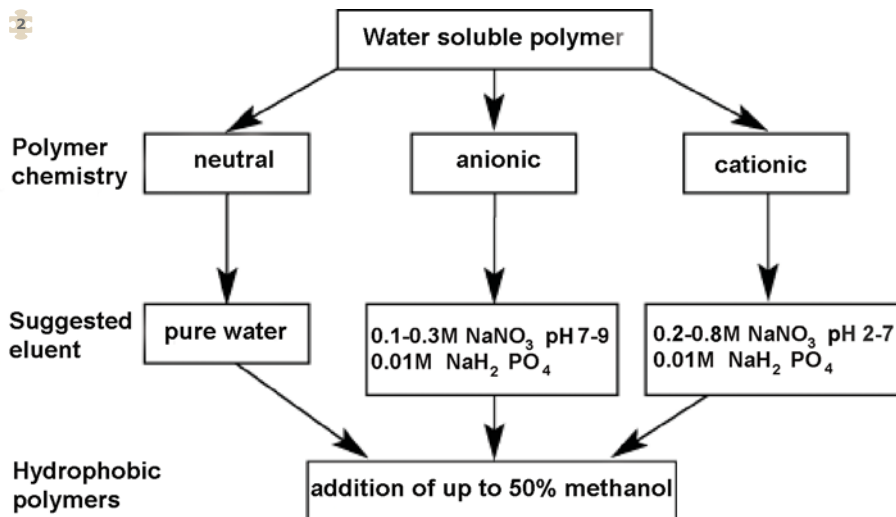 2
Water soluble polymer
Polymer
chemistry
neutral
anionic
cationic
Suggested
eluent
pure water
0.1-0.3M NaNO₃ pH 7-9
0.01M NaH₂ PO₄
0.2-0.8M NaNO₃ pH 2-7
0.01M NaH₂ PO₄
Hydrophobic
polymers
addition of up to 50% methanol